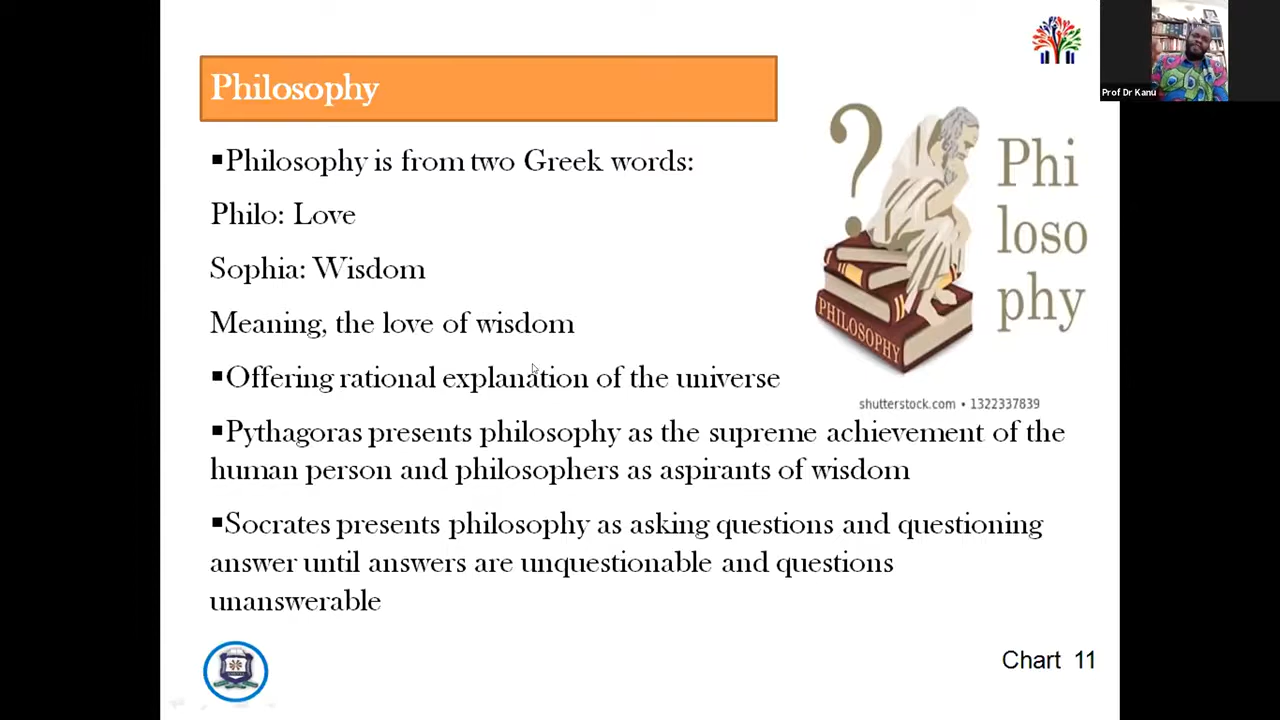 Philosophy
Prof Dr Kanu
▪Philosophy is from two Greek words:
Philo: Love
Sophia: Wisdom
Meaning, the love of wisdom
▪Offering rational explanation of the universe
▪Pythagoras presents philosophy as the supreme achievement of the
human person and philosophers as aspirants of wisdom
▪Socrates presents philosophy as asking questions and questioning
answer until answers are unquestionable and questions
unanswerable
?
Phi
loso
phy
PHILOSOPHY
shutterstock.com • 1322337839
Chart 11